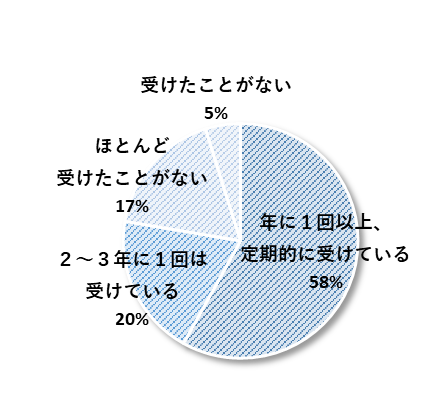 受けたことがない
5%
ほとんど
受けたことがない
17%
年に１回以上、
定期的に受けている
58%
２～３年に１回は
受けている
20%